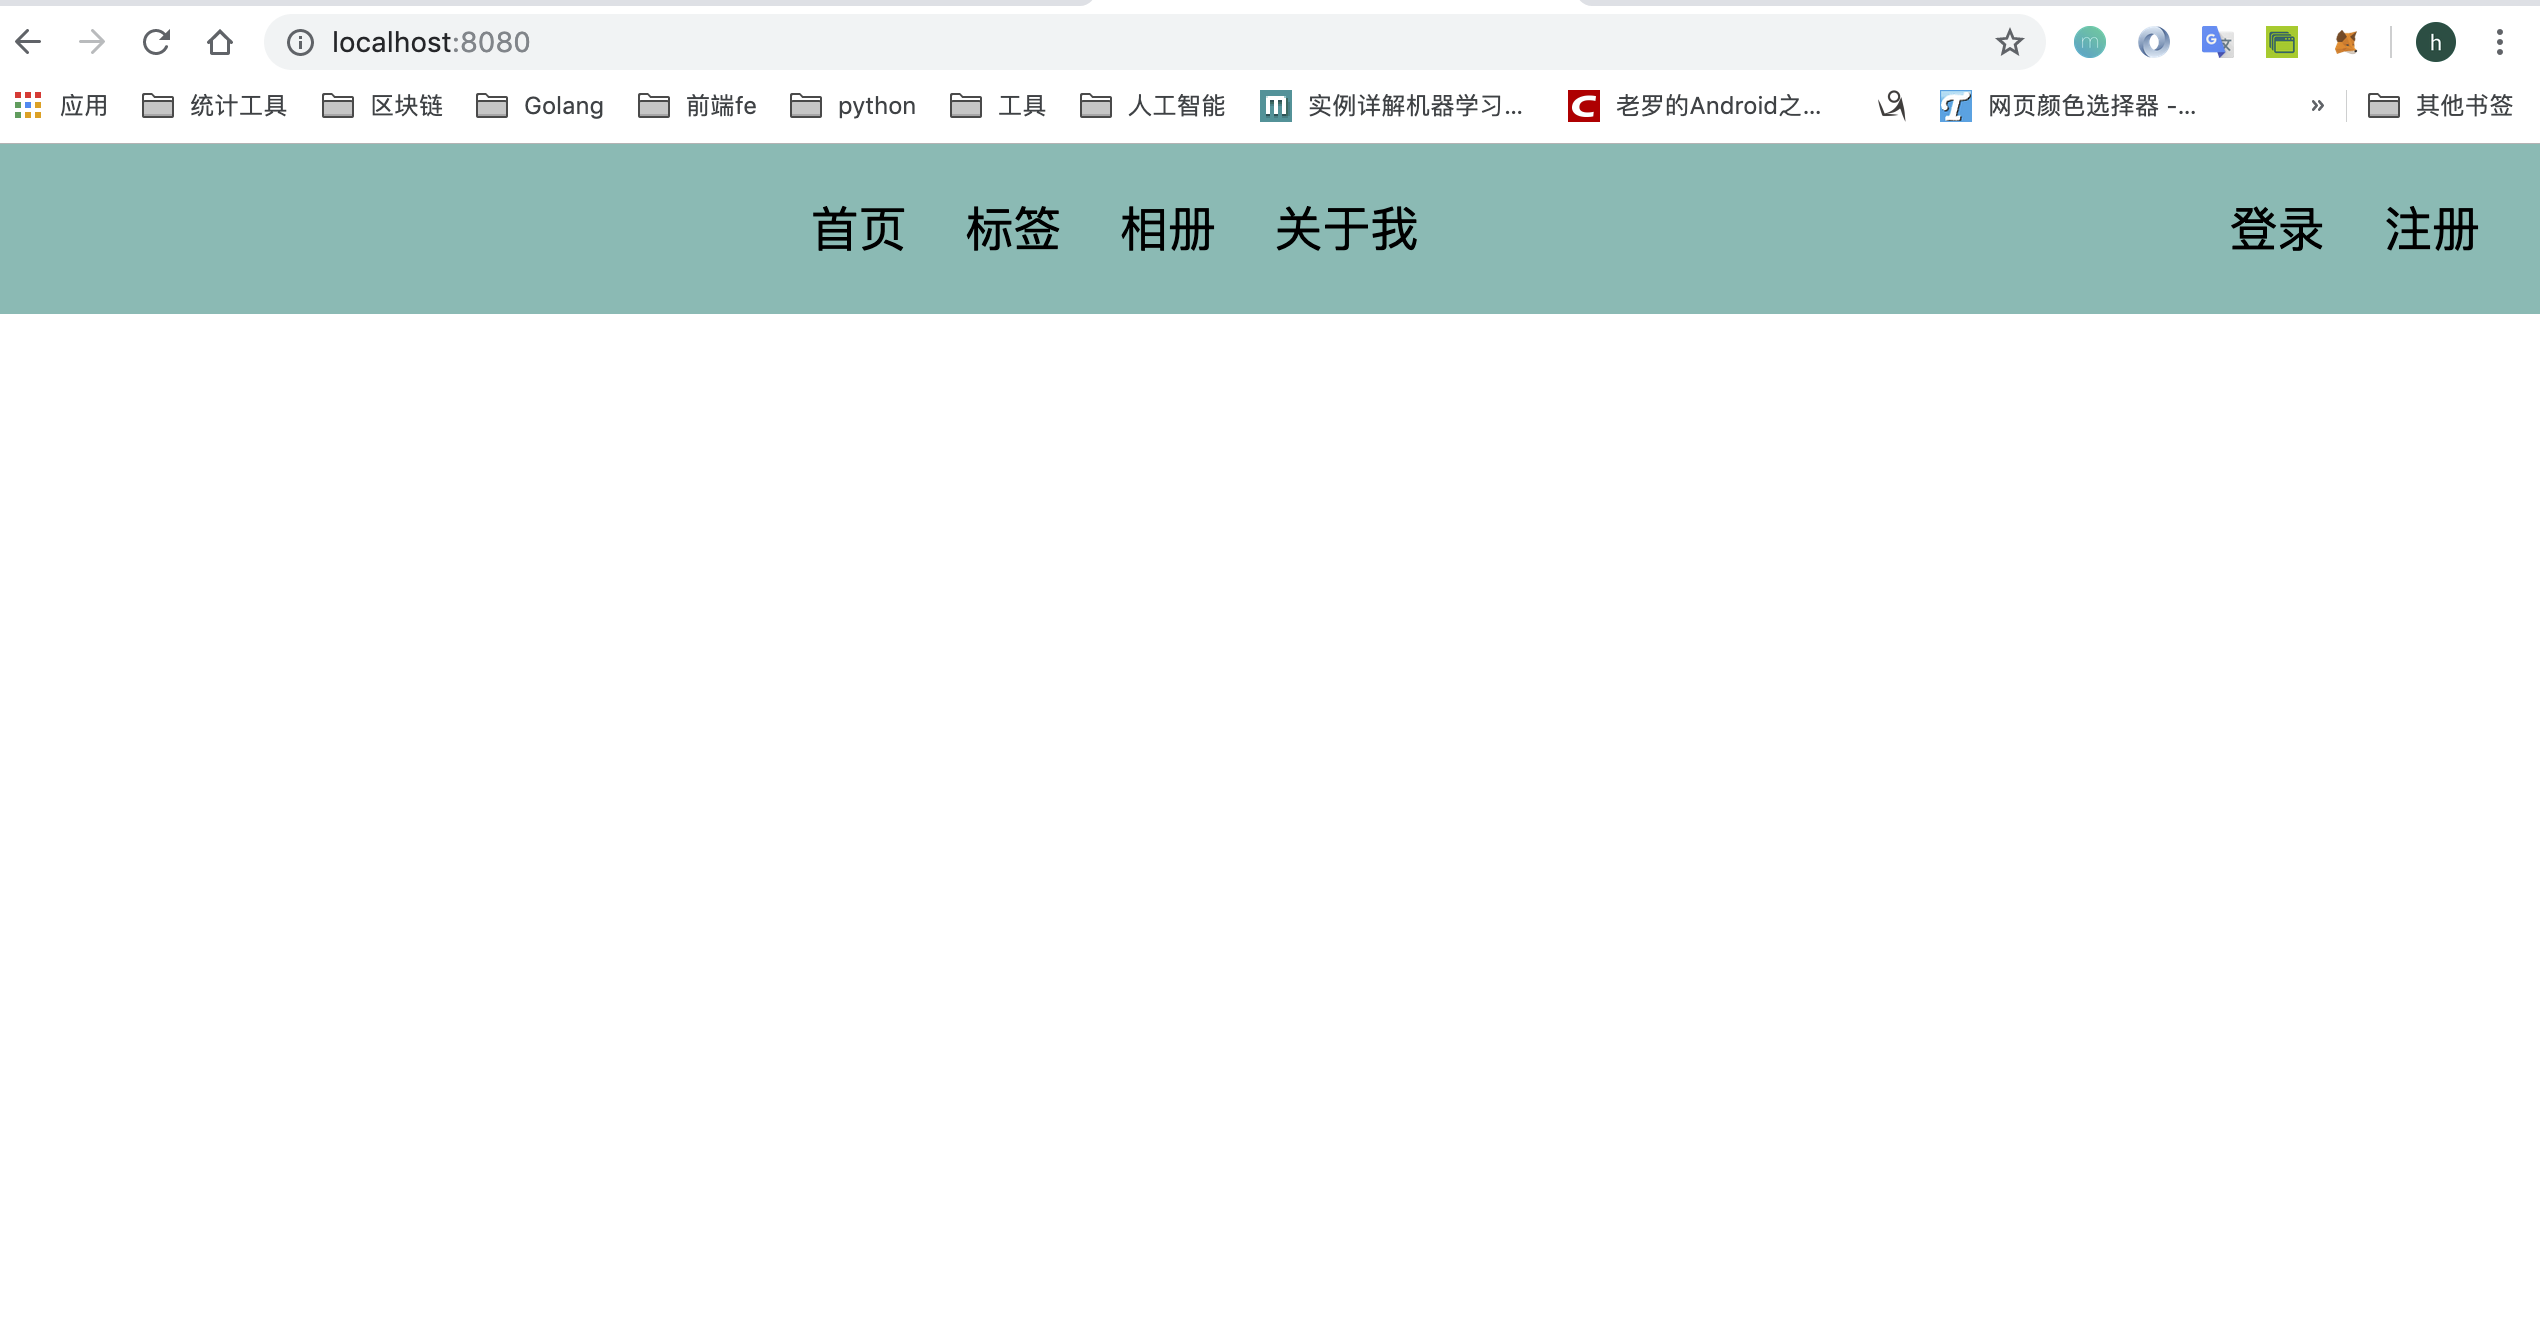 localhost:8080
m h
应用 统计工具 区块链 Golang 前端fe python 工具 人工智能 m 实例详解机器学习... C 老罗的Android之... T 网页颜色选择器 -... » 其他书签
首页 标签 相册 关于我 登录 注册